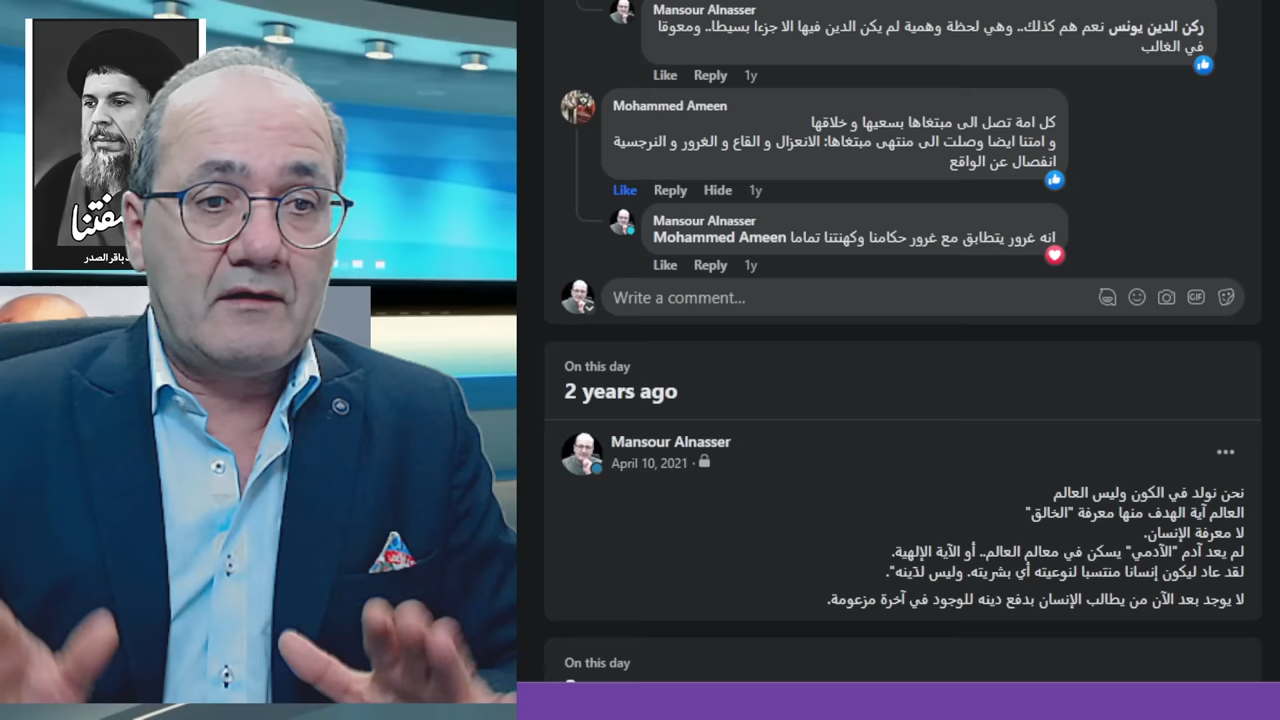 فتنا
باقر الصدر
Mansour Alnasser
ركن الدين يونس نعم هم كذلك.. وهي لحظة وهمية لم يكن الدين فيها الا جزءا بسيطا.. ومعوقا
في الغالب
Like Reply 1y
Mohammed Ameen
كل امة تصل الى مبتغاها بسعيها و خلاقها
و امتنا ايضا وصلت الى منتهى مبتغاها: الانعزال و القاع و الغرور و النرجسية
انفصال عن الواقع
Like Reply Hide 1y
Mansour Alnasser
Mohammed Ameen انه غرور يتطابق مع غرور حكامنا وكهنتنا تماما
Like Reply 1y
Write a comment...
GIF
On this day
2 years ago
Mansour Alnasser
April 10, 2021 ·
نحن نولد في الكون وليس العالم
العالم آية الهدف منها معرفة "الخالق"
لا معرفة الإنسان.
لم يعد آدم "الآدمي" يسكن في معالم العالم.. أو الآية الإلهية.
لقد عاد ليكون إنسانا منتسبا لنوعيته أي بشريته. وليس لدَينه".
لا يوجد بعد الآن من يطالب الإنسان بدفع دينه للوجود في آخرة مزعومة.
On this day